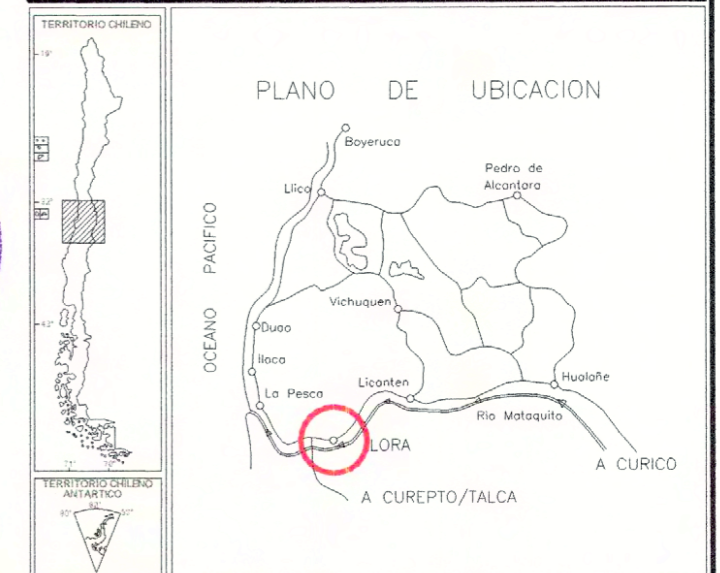 TERRITORIO CHILENO
PLANO DE UBICACION
Boyeruca
Pedro de
Alcantara
Llico
OCEANO PACIFICO
Vichuquen
Duao
Iloca
La Pesca
Licanten
Hualañe
Rio Mataquito
LORA
A CURICO
A CUREPTO/TALCA
TERRITORIO CHILENO
ANTARTICO